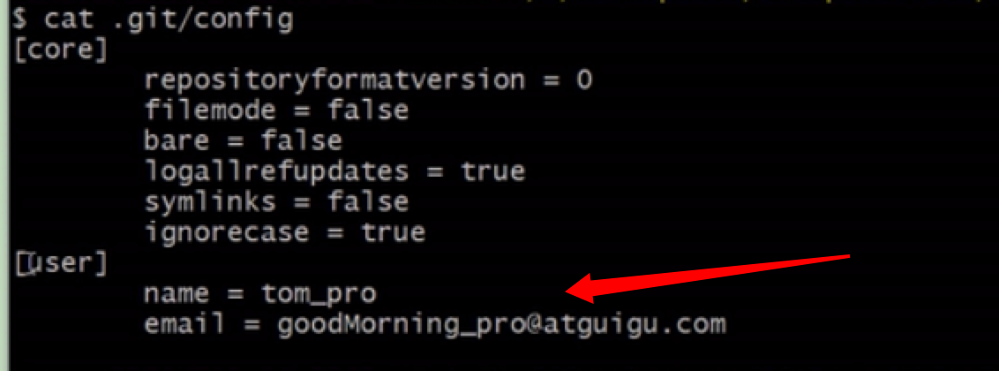 $ cat .git/config
[core]
repositoryformatversion = 0
filemode = false
bare = false
logallrefupdates = true
symlinks = false
ignorecase = true
[user]
name = tom_pro
email = goodMorning_pro@atguigu.com